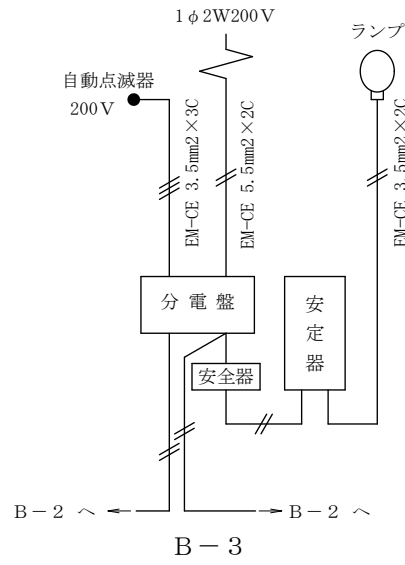 1φ2W200V
ランプ
自動点滅器
200V
EM-CE 3.5mm2×3C
EM-CE 5.5mm2×2C
EM-CE 3.5mm2×2C
分電盤
安定器
安全器
B-2 へ
B-2 へ
B-3